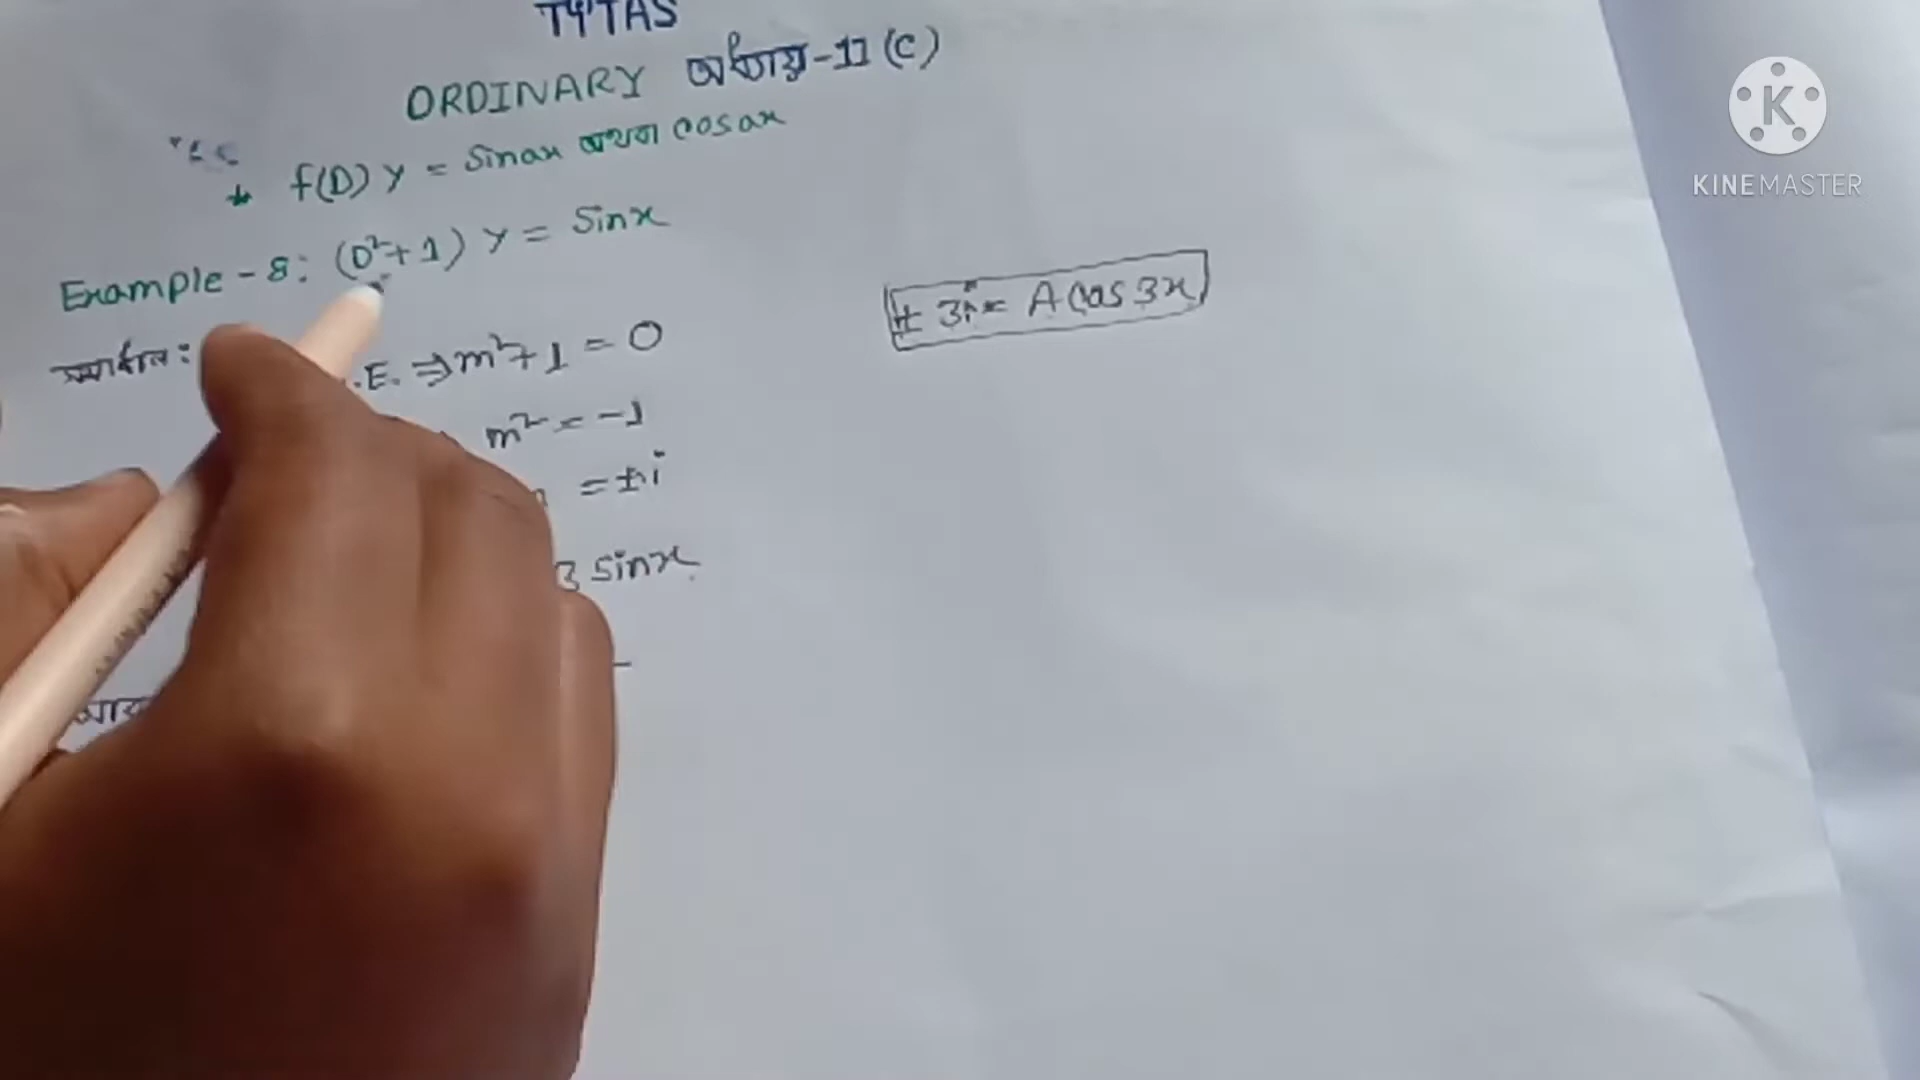 TYTAS
ORDINARY অধ্যায়-11 (C)
* f(D) y = Sinax অথবা cosax
Example - 8: (D²+1) y = Sinx
সমাধান:
.E. ⇒ m²+1 = 0
m² = -1
= ±i
B Sinx
± 3i = A Cos 3x
KINEMASTER